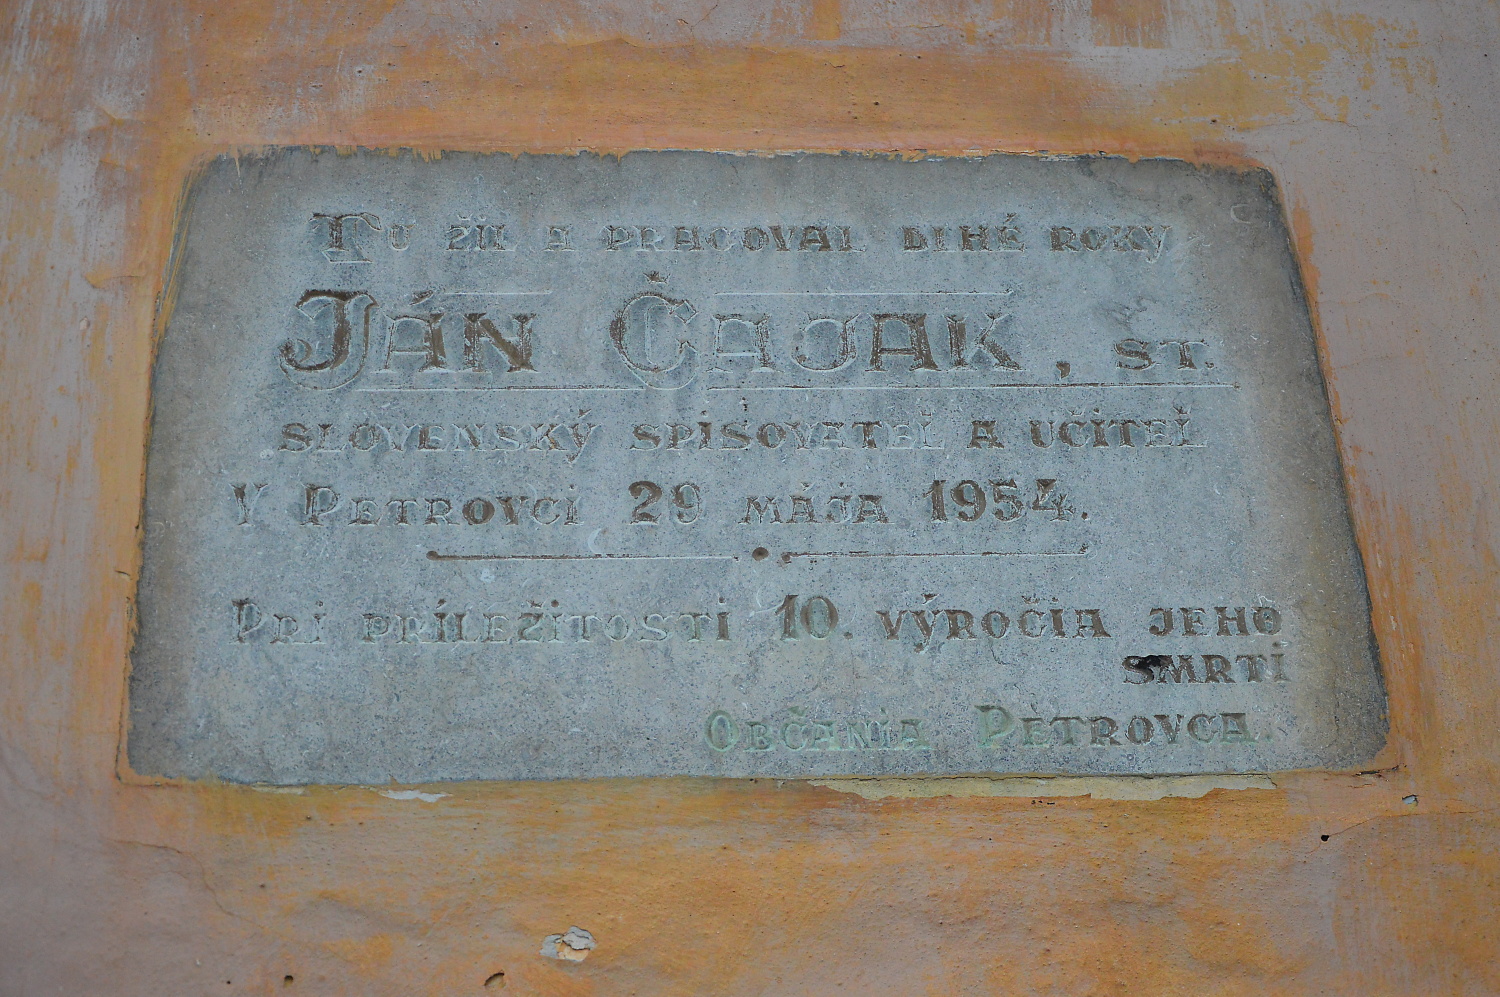 Tu žil a pracoval dlhé roky
Ján Čajak, st.
slovenský spisovateľ a učiteľ
V Petrovci 29 mája 1954.
Pri príležitosti 10. výročia jeho
smrti
Občania Petrovca.